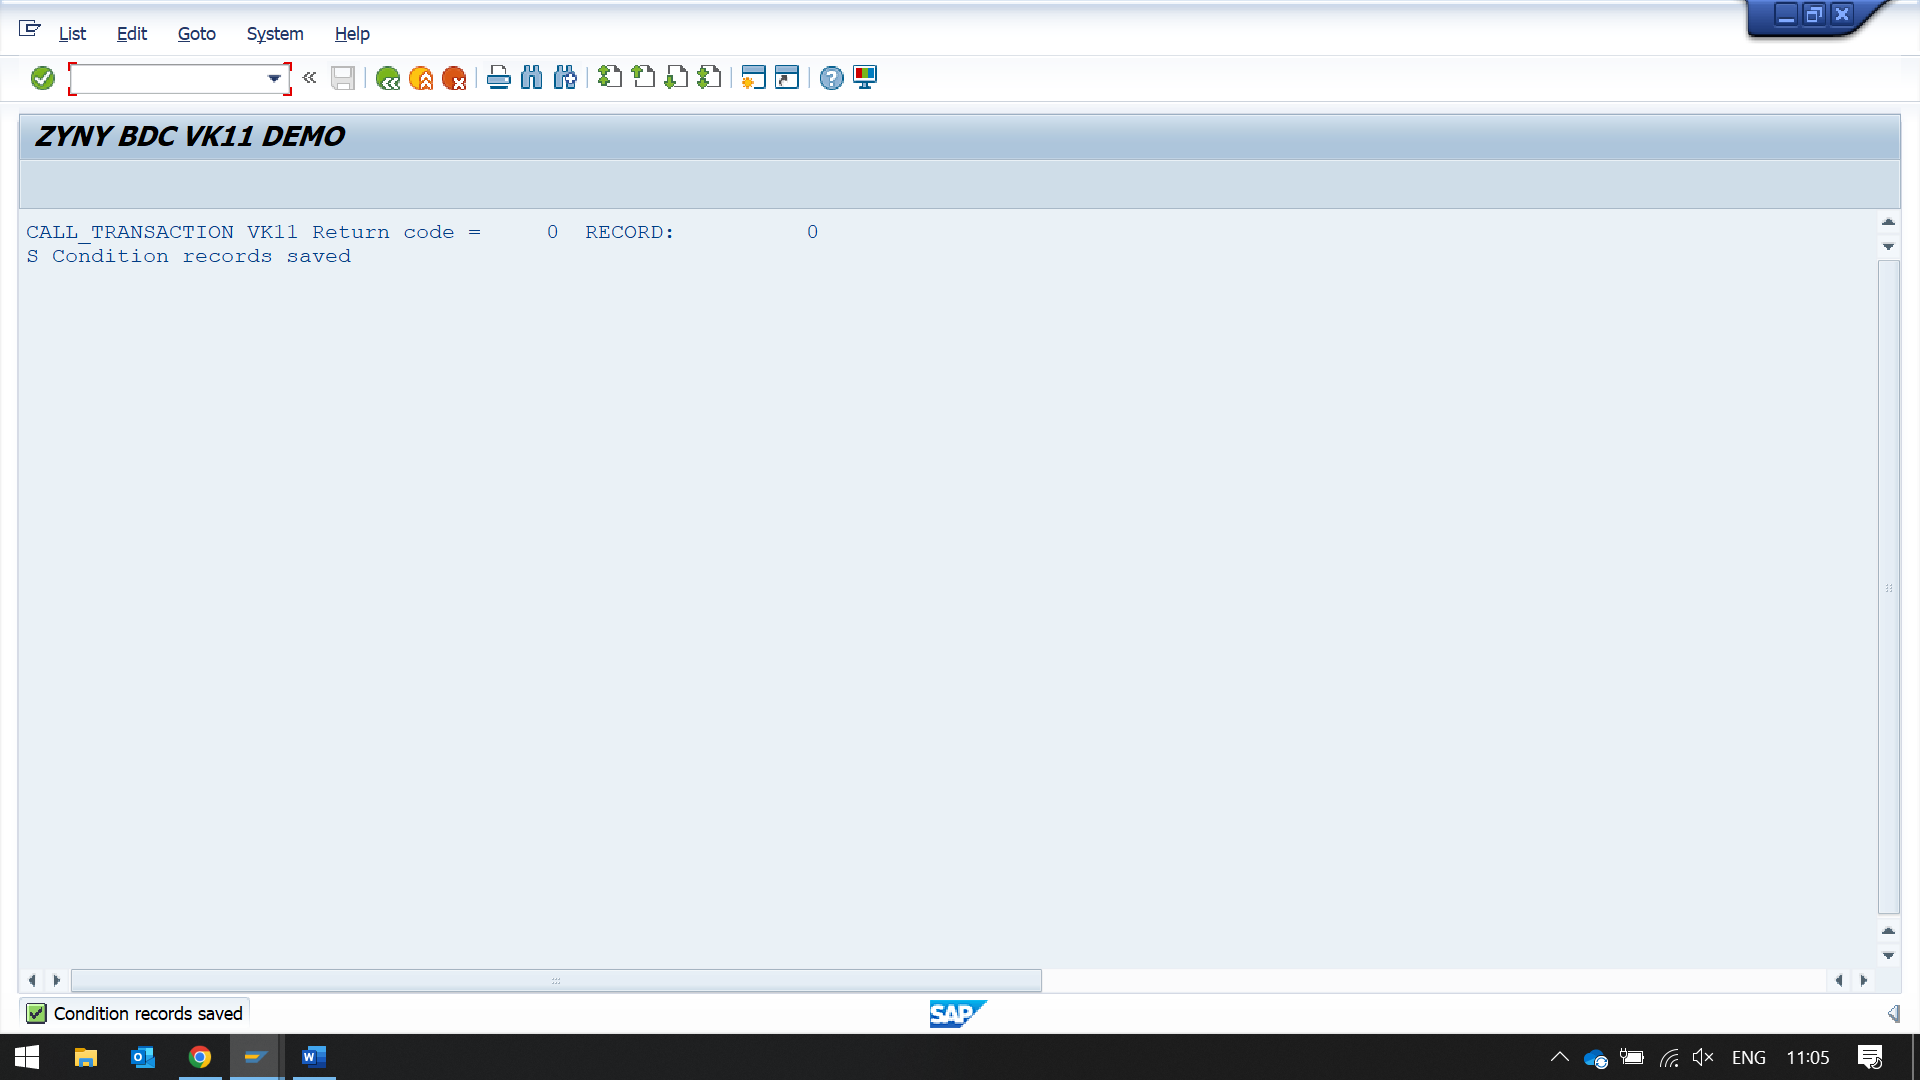 List Edit Goto System Help
ZYNY BDC VK11 DEMO
CALL_TRANSACTION VK11 Return code = 0 RECORD: 0
S Condition records saved
Condition records saved
SAP
ENG 11:05